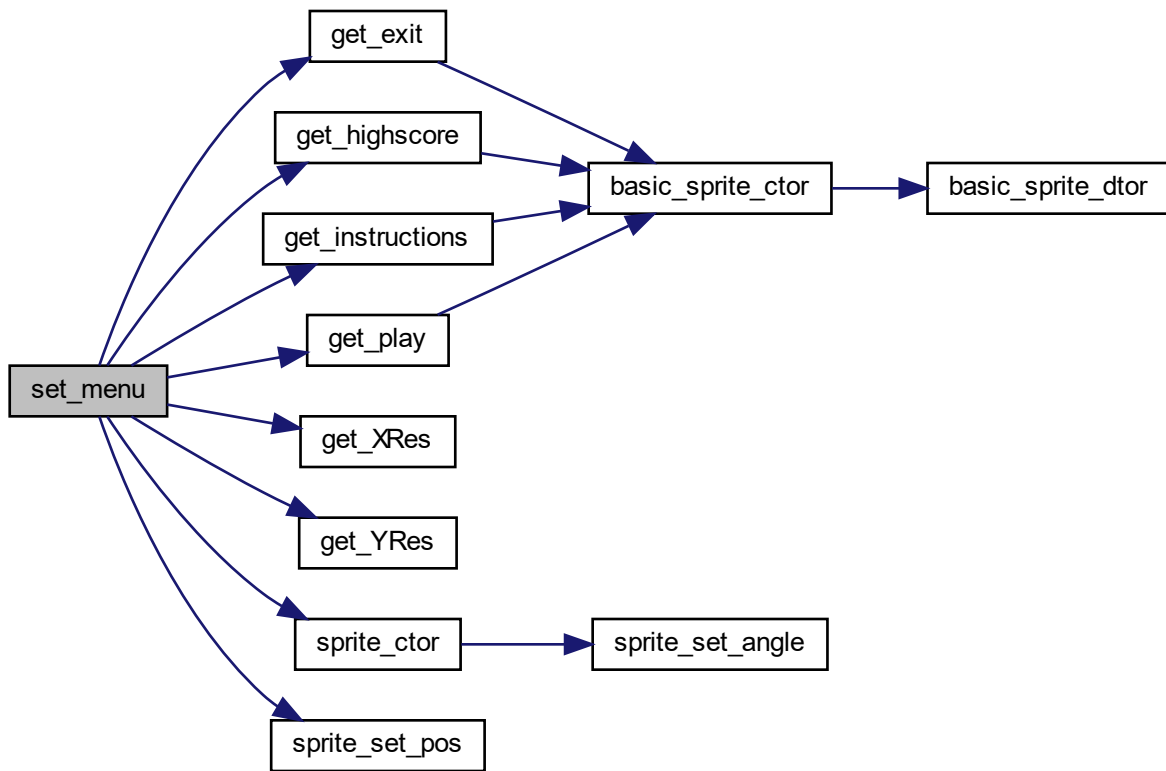 get_exit
get_highscore
basic_sprite_ctor
basic_sprite_dtor
get_instructions
get_play
set_menu
get_XRes
get_YRes
sprite_ctor
sprite_set_angle
sprite_set_pos